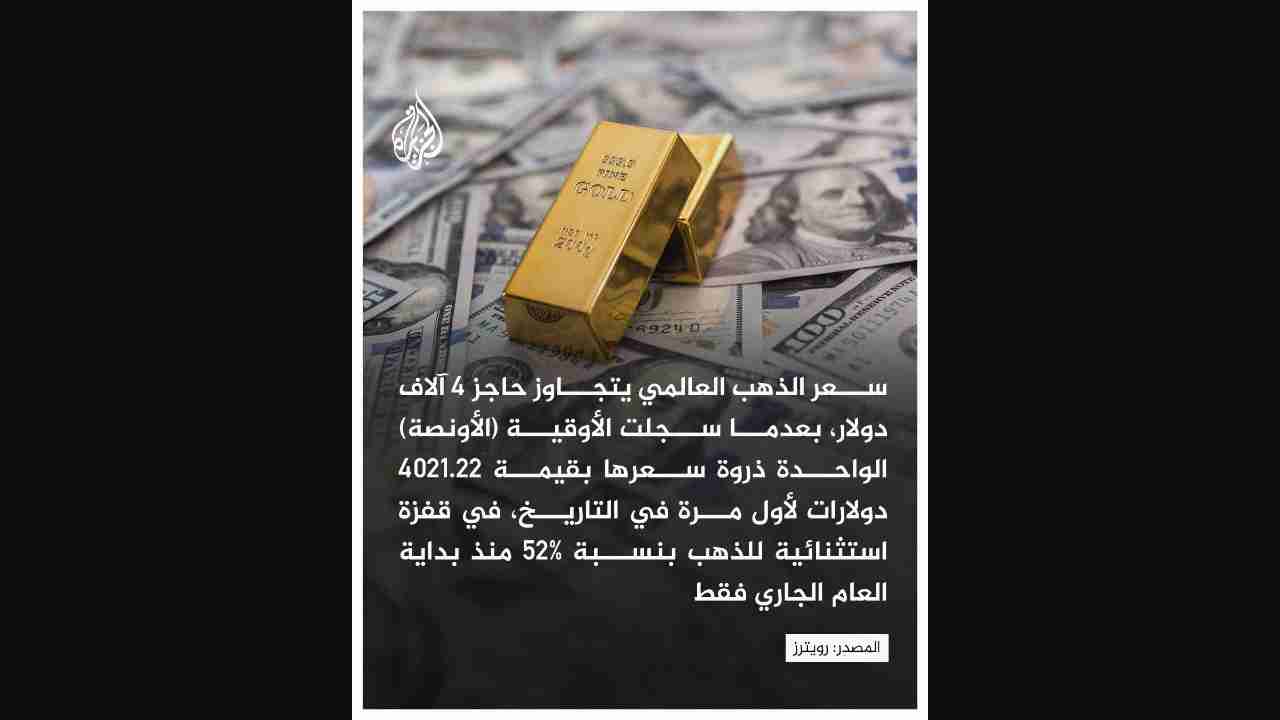 الجزيرة
GOLD
سعر الذهب العالمي يتجاوز حاجز 4 آلاف
دولار، بعدما سجلت الأوقية (الأونصة)
الواحدة ذروة سعرها بقيمة 4021.22
دولارات لأول مرة في التاريخ، في قفزة
استثنائية للذهب بنسبة 52% منذ بداية
العام الجاري فقط
المصدر: رويترز